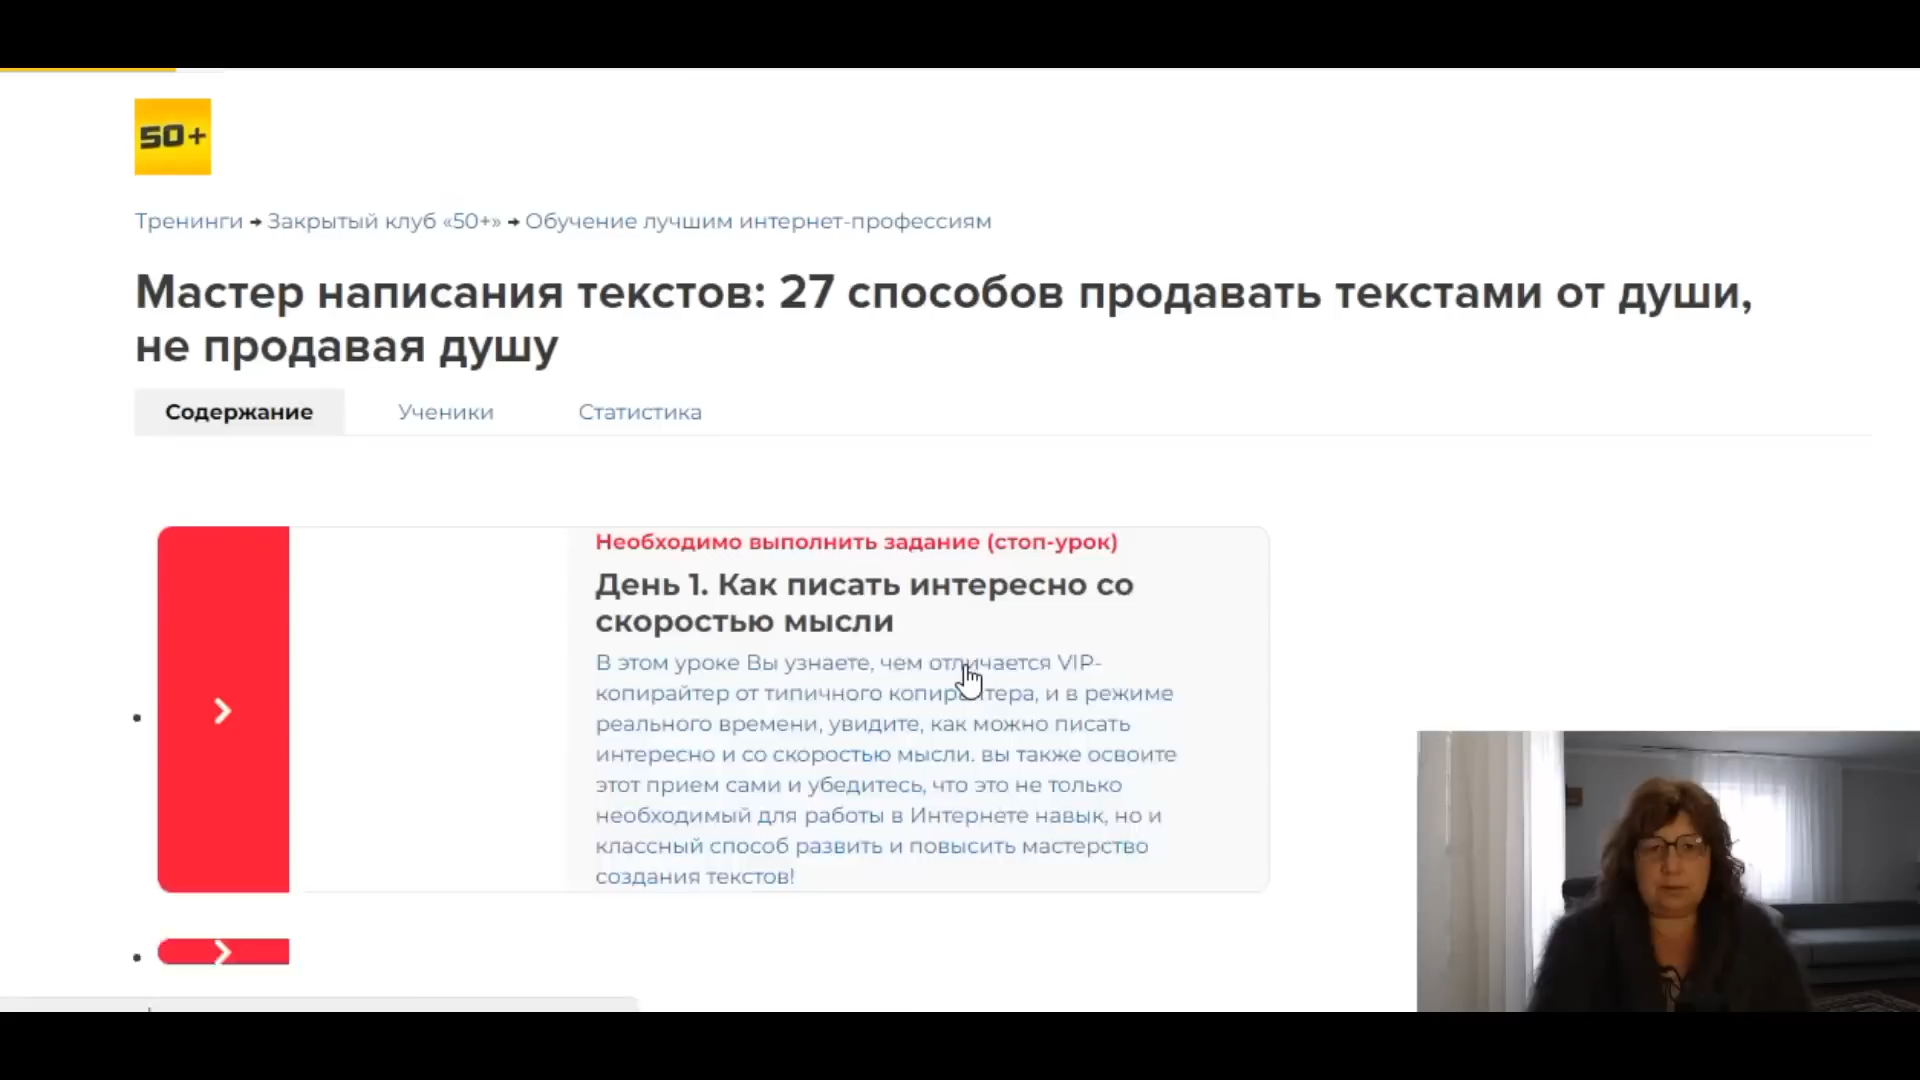 50+
Тренинги → Закрытый клуб «50+» → Обучение лучшим интернет-профессиям
Мастер написания текстов: 27 способов продавать текстами от души,
не продавая душу
Содержание Ученики Статистика
Необходимо выполнить задание (стоп-урок)
День 1. Как писать интересно со
скоростью мысли
В этом уроке Вы узнаете, чем отличается VIP-
копирайтер от типичного копирайтера, и в режиме
реального времени, увидите, как можно писать
интересно и со скоростью мысли. вы также освоите
этот прием сами и убедитесь, что это не только
необходимый для работы в Интернете навык, но и
классный способ развить и повысить мастерство
создания текстов!